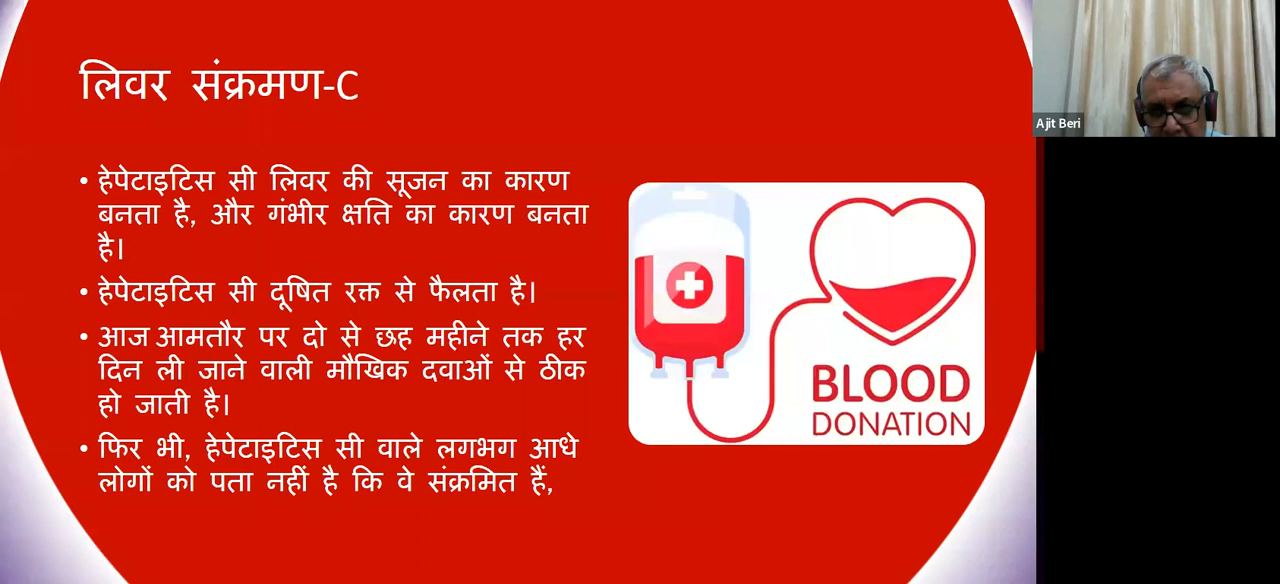 लिवर संक्रमण-C
• हेपेटाइटिस सी लिवर की सूजन का कारण
बनता है, और गंभीर क्षति का कारण बनता
है।
• हेपेटाइटिस सी दूषित रक्त से फैलता है।
• आज आमतौर पर दो से छह महीने तक हर
दिन ली जाने वाली मौखिक दवाओं से ठीक
हो जाती है।
• फिर भी, हेपेटाइटिस सी वाले लगभग आधे
लोगों को पता नहीं है कि वे संक्रमित हैं,
BLOOD
DONATION
Ajit Beri